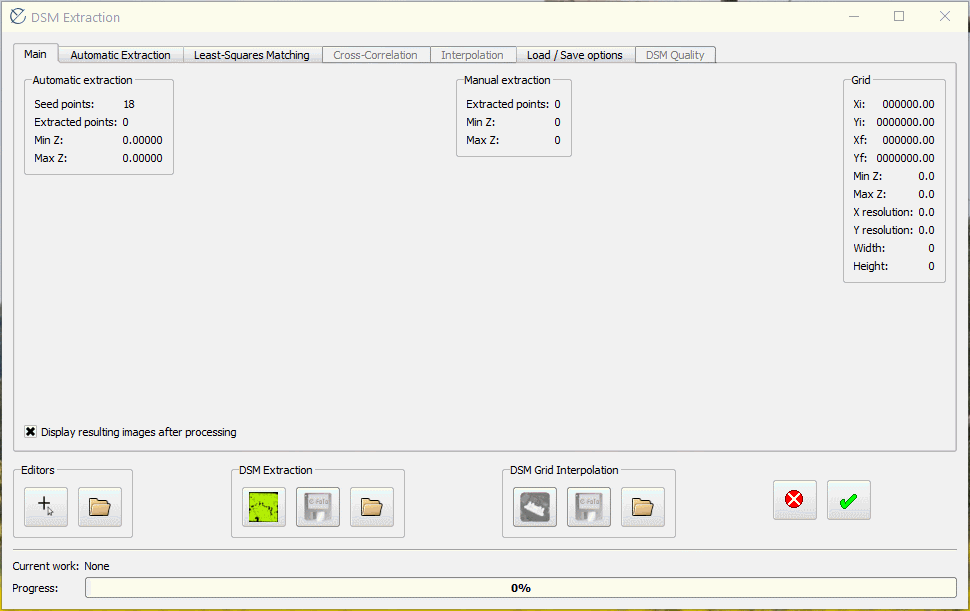 DSM Extraction
Main Automatic Extraction Least-Squares Matching Cross-Correlation Interpolation Load / Save options DSM Quality
Automatic extraction
Seed points: 18
Extracted points: 0
Min Z: 0.00000
Max Z: 0.00000
Manual extraction
Extracted points: 0
Min Z: 0
Max Z: 0
Grid
Xi: 000000.00
Yi: 0000000.00
Xf: 000000.00
Yf: 0000000.00
Min Z: 0.0
Max Z: 0.0
X resolution: 0.0
Y resolution: 0.0
Width: 0
Height: 0
Display resulting images after processing
Editors
DSM Extraction
DSM Grid Interpolation
Current work: None
Progress: 0%